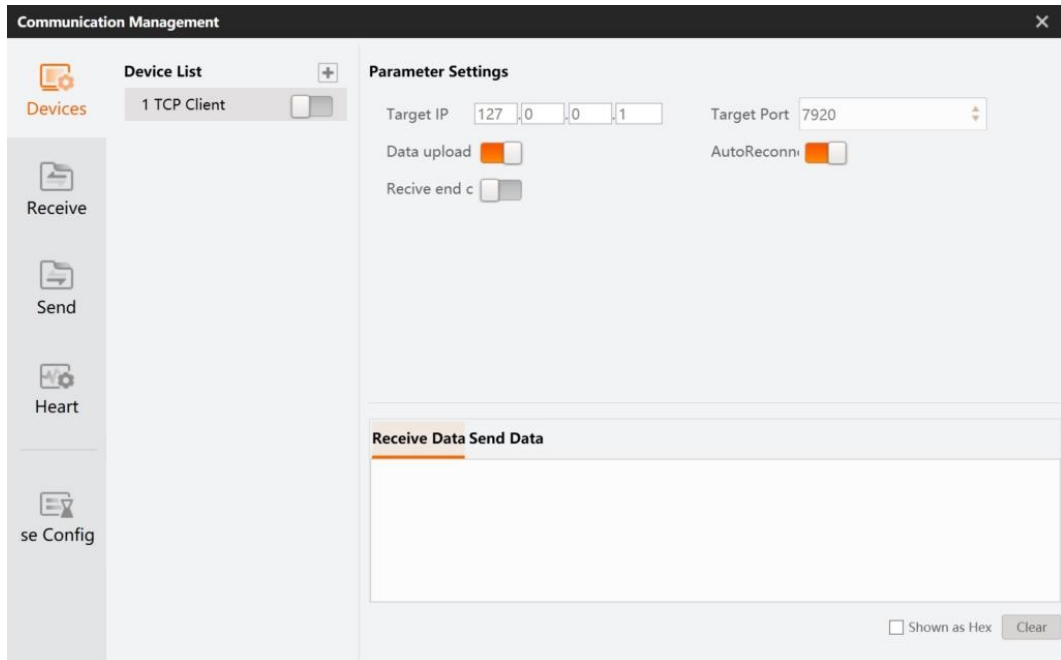 Communication Management
Devices
Receive
Send
Heart
se Config
Device List
1 TCP Client
Parameter Settings
Target IP 127 .0 .0 .1 Target Port 7920
Data upload AutoReconn
Recive end c
Receive Data Send Data
Shown as Hex Clear